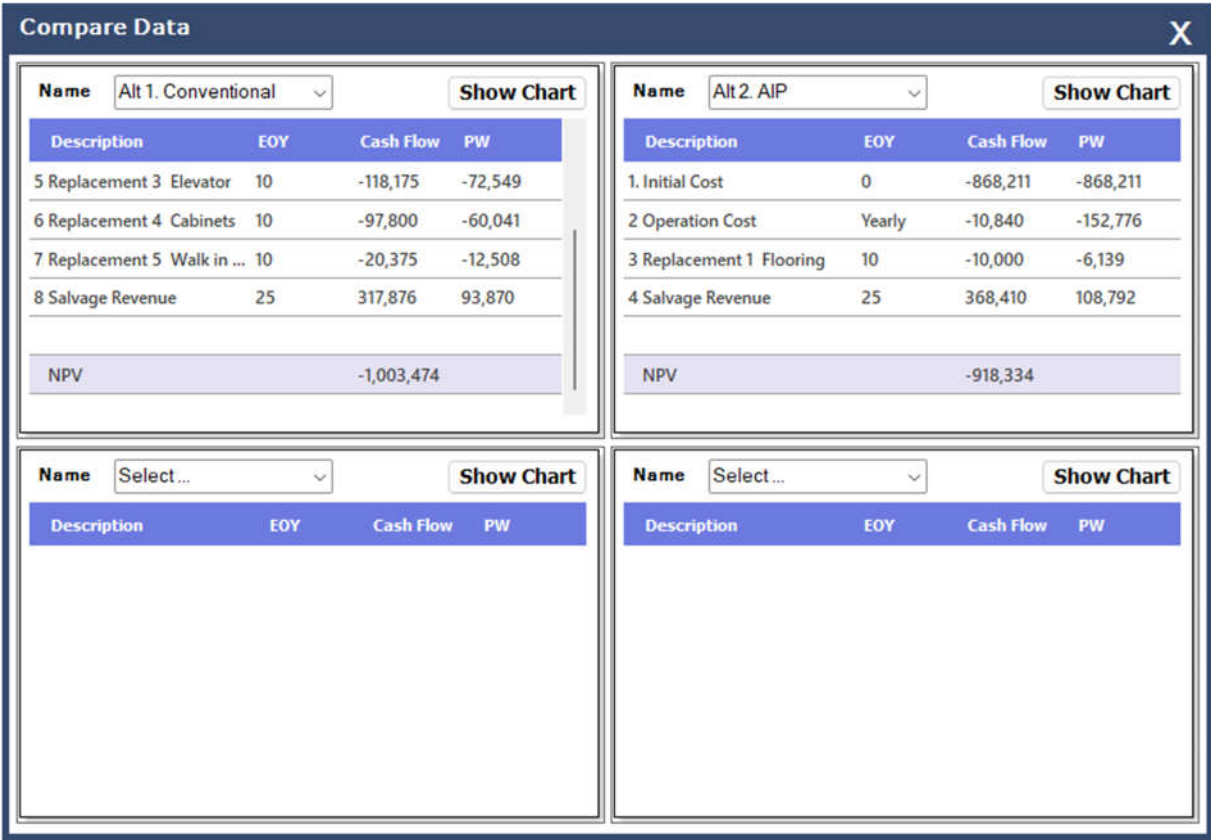 Compare Data X
Name Alt 1. Conventional Show Chart
Description EOY Cash Flow PW
5 Replacement 3 Elevator 10 -118,175 -72,549
6 Replacement 4 Cabinets 10 -97,800 -60,041
7 Replacement 5 Walk in ... 10 -20,375 -12,508
8 Salvage Revenue 25 317,876 93,870
NPV -1,003,474
Name Alt 2. AIP Show Chart
Description EOY Cash Flow PW
1. Initial Cost 0 -868,211 -868,211
2 Operation Cost Yearly -10,840 -152,776
3 Replacement 1 Flooring 10 -10,000 -6,139
4 Salvage Revenue 25 368,410 108,792
NPV -918,334
Name Select ... Show Chart
Description EOY Cash Flow PW
Name Select ... Show Chart
Description EOY Cash Flow PW